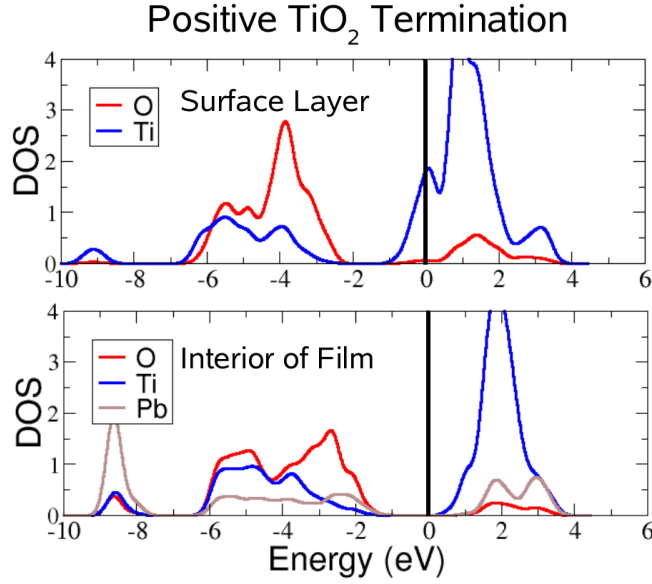 Positive TiO₂ Termination
4
3
2
1
0
DOS
O
Ti
Surface Layer
-10 -8 -6 -4 -2 0 2 4 6
4
3
2
1
0
DOS
O
Ti
Pb
Interior of Film
-10 -8 -6 -4 -2 0 2 4 6
Energy (eV)